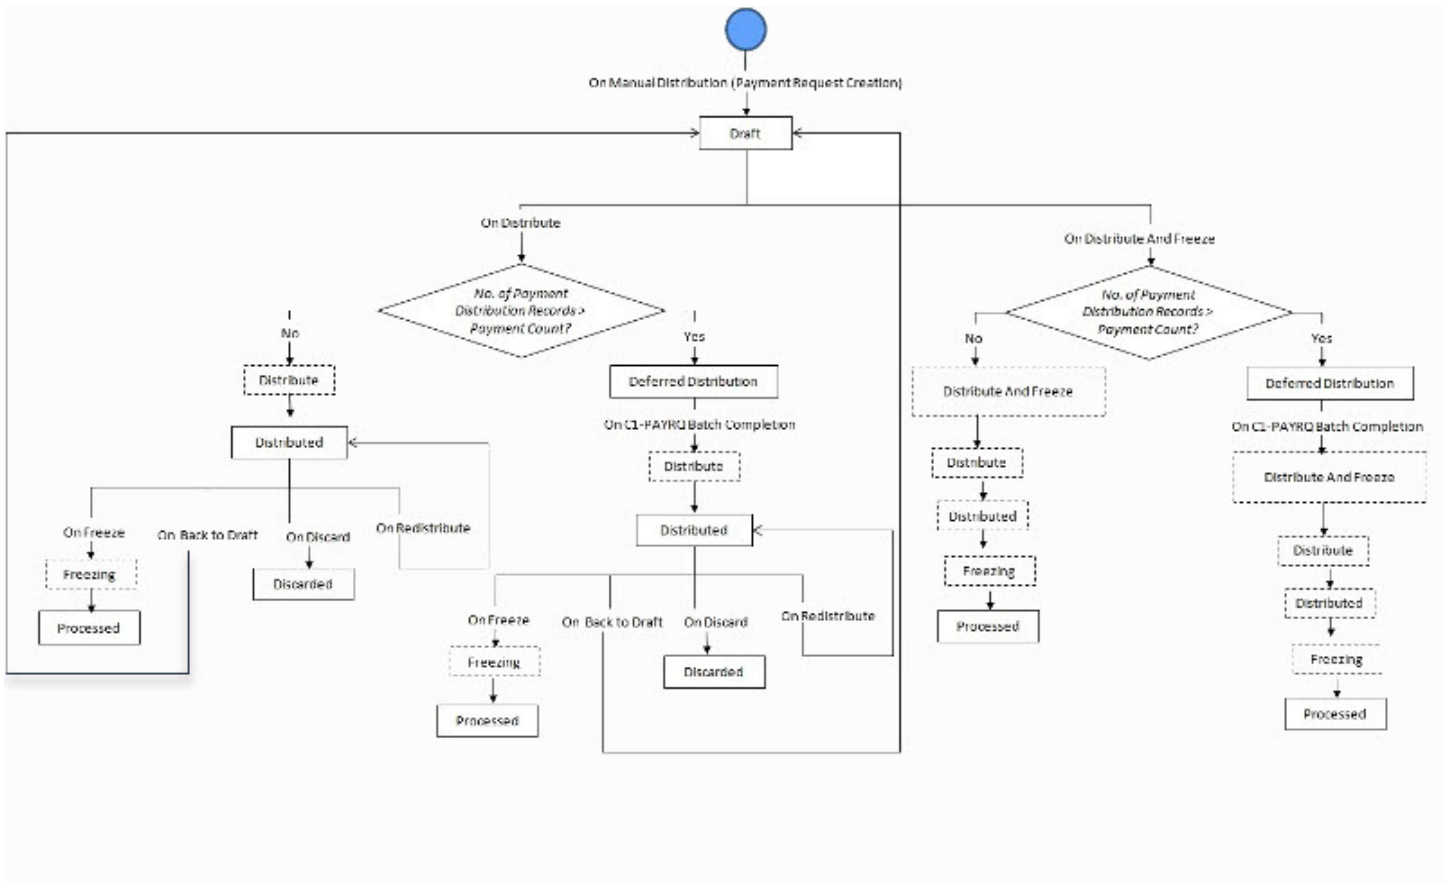 On Manual Distribution (Payment Request Creation)
Draft
On Distribute
No. of Payment
Distribution Records >
Payment Count?
No
Distribute
Distributed
On Freeze
Freezing
Processed
On Back to Draft
On Discard
Discarded
On Redistribute
Yes
Deferred Distribution
On C1-PAYRQ Batch Completion
Distribute
Distributed
On Freeze
Freezing
Processed
On Back to Draft
On Discard
Discarded
On Redistribute
On Distribute And Freeze
No. of Payment
Distribution Records >
Payment Count?
No
Distribute And Freeze
Distribute
Distributed
Freezing
Processed
Yes
Deferred Distribution
On C1-PAYRQ Batch Completion
Distribute And Freeze
Distribute
Distributed
Freezing
Processed